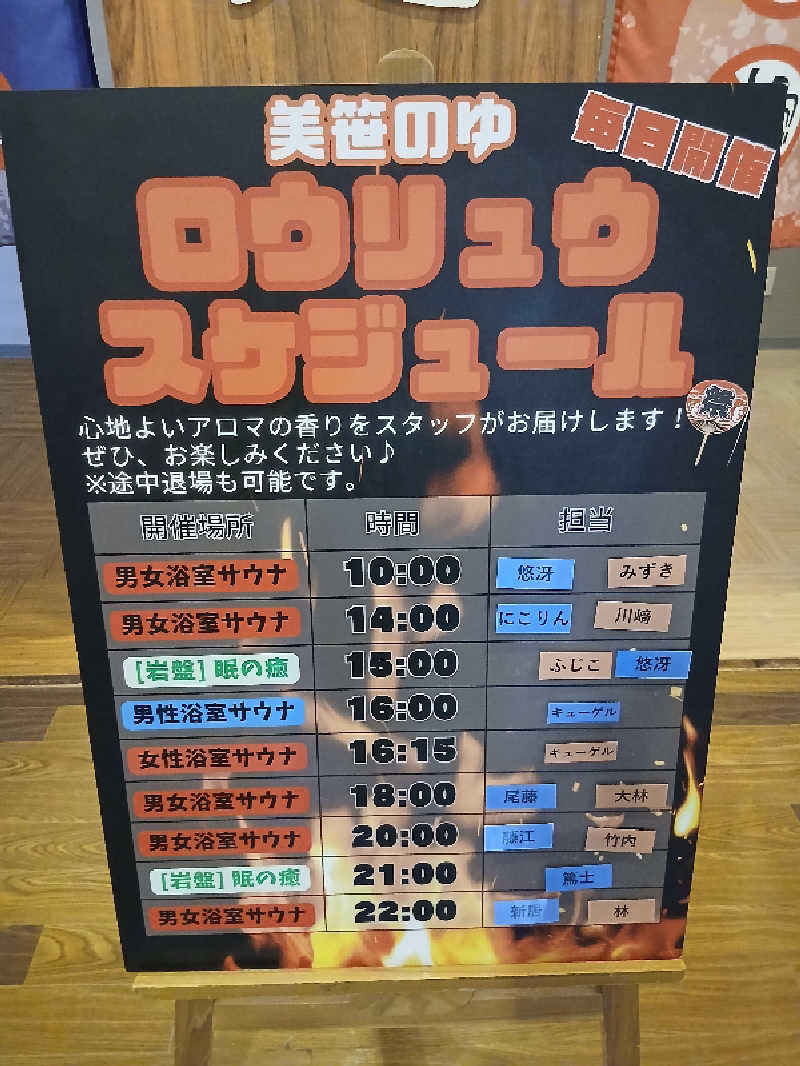 美笹のゆ
毎日開催
ロウリュウ
スケジュール
心地よいアロマの香りをスタッフがお届けします!
ぜひ、お楽しみください♪
※途中退場も可能です。
祭
開催場所 時間 担当
男女浴室サウナ 10:00 悠冴 みずき
男女浴室サウナ 14:00 にこりん 川﨑
[岩盤] 眠の癒 15:00 ふじこ 悠冴
男性浴室サウナ 16:00 キューゲル
女性浴室サウナ 16:15 キューゲル
男女浴室サウナ 18:00 尾藤 大林
男女浴室サウナ 20:00 藤江 竹内
[岩盤] 眠の癒 21:00 篤士
男女浴室サウナ 22:00 新居 林